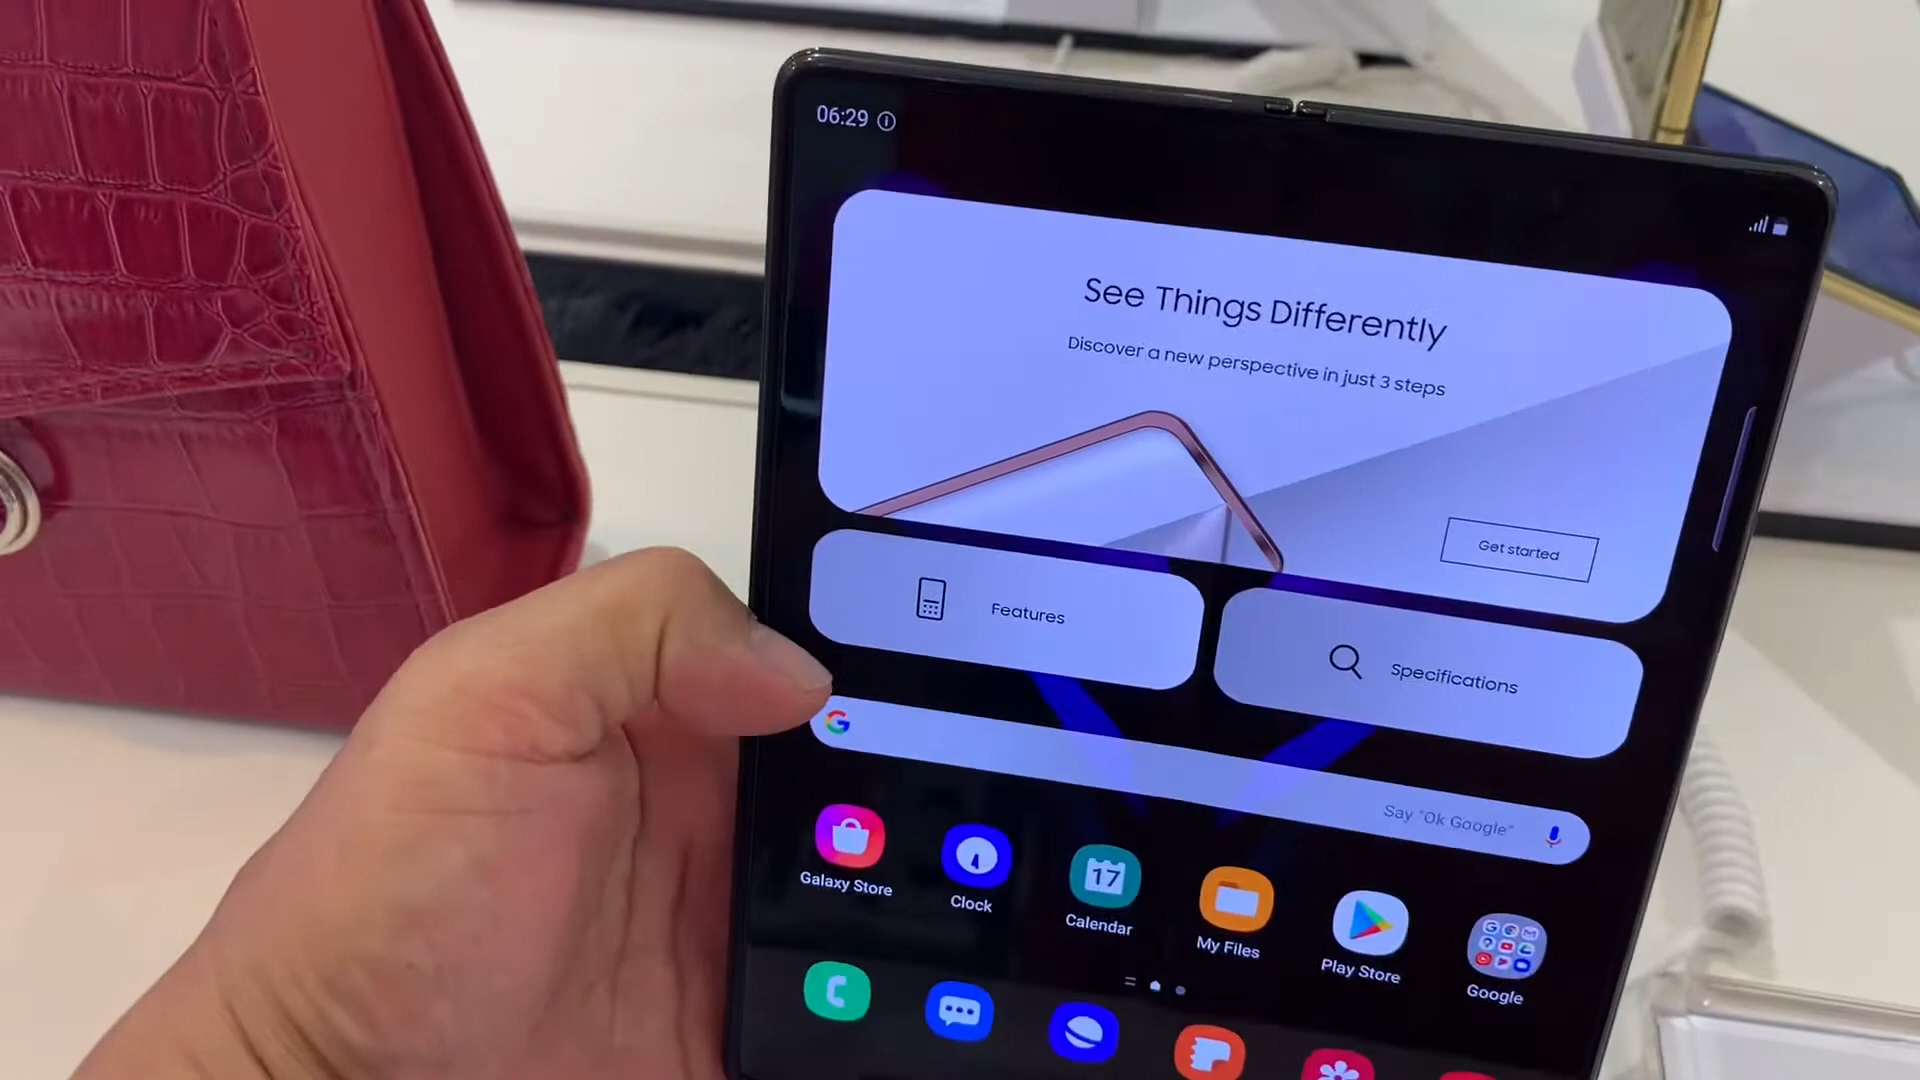 06:29
See Things Differently
Discover a new perspective in just 3 steps
Get started
Features
Specifications
G
Say "Ok Google"
17
Galaxy Store
Clock
Calendar
My Files
Play Store
Google